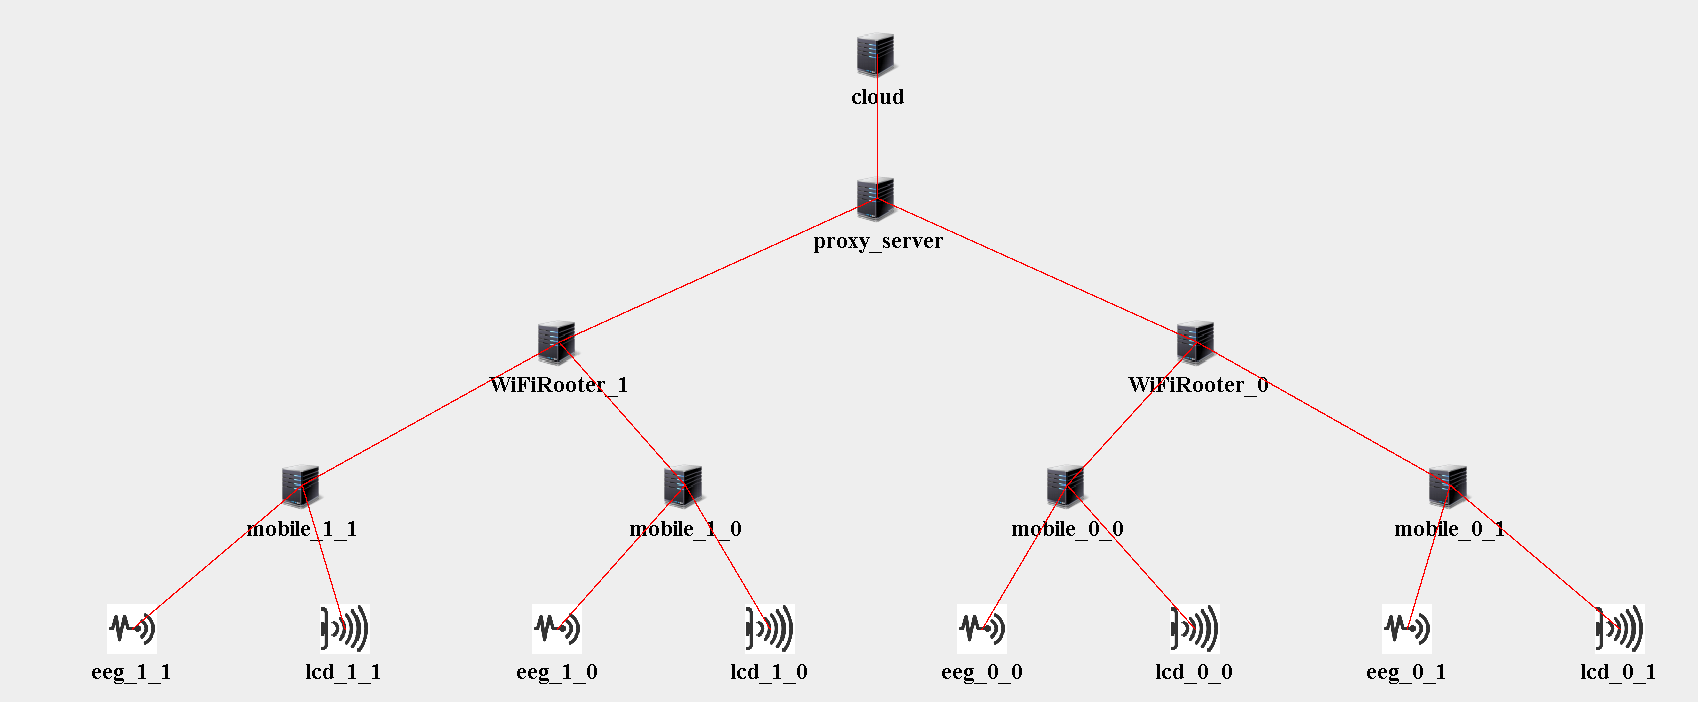 cloud
proxy_server
WiFiRooter_1
WiFiRooter_0
mobile_1_1
mobile_1_0
mobile_0_0
mobile_0_1
eeg_1_1
lcd_1_1
eeg_1_0
lcd_1_0
eeg_0_0
lcd_0_0
eeg_0_1
lcd_0_1